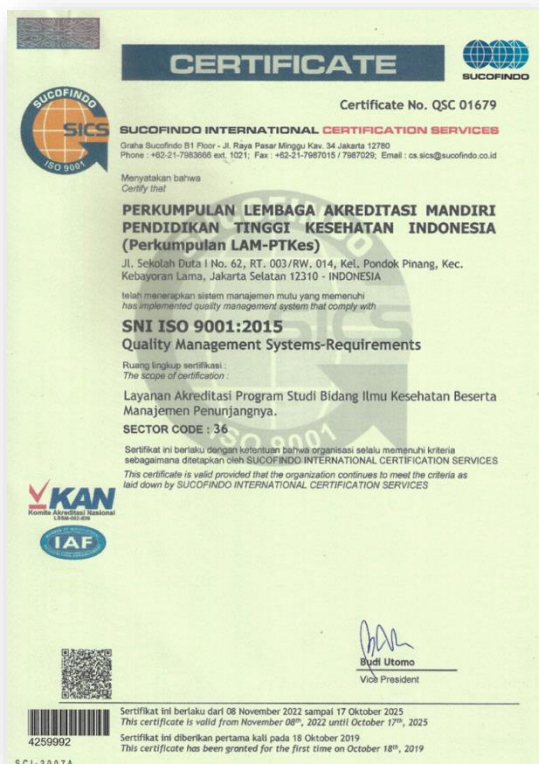 CERTIFICATE
SUCOFINDO
Certificate No. QSC 01679
SUCOFINDO
SICS
ISO 9001
SUCOFINDO INTERNATIONAL CERTIFICATION SERVICES
Graha Sucofindo B1 Floor - Jl. Raya Pasar Minggu Kav. 34 Jakarta 12780
Phone : +62-21-7983666 ext. 1021; Fax : +62-21-7987015 / 7987029; Email : cs.sics@sucofindo.co.id
Menyatakan bahwa
Certify that
PERKUMPULAN LEMBAGA AKREDITASI MANDIRI
PENDIDIKAN TINGGI KESEHATAN INDONESIA
(Perkumpulan LAM-PTKes)
Jl. Sekolah Duta I No. 62, RT. 003/RW. 014, Kel. Pondok Pinang, Kec.
Kebayoran Lama, Jakarta Selatan 12310 - INDONESIA
telah menerapkan sistem manajemen mutu yang memenuhi
has implemented quality management system that comply with
SNI ISO 9001:2015
Quality Management Systems-Requirements
Ruang lingkup sertifikasi :
The scope of certification :
Layanan Akreditasi Program Studi Bidang Ilmu Kesehatan Beserta
Manajemen Penunjangnya.
SECTOR CODE : 36
Sertifikat ini berlaku dengan ketentuan bahwa organisasi selalu memenuhi kriteria
sebagaimana ditetapkan oleh SUCOFINDO INTERNATIONAL CERTIFICATION SERVICES
This certificate is valid provided that the organization continues to meet the criteria as
laid down by SUCOFINDO INTERNATIONAL CERTIFICATION SERVICES
KAN
Komite Akreditasi Nasional
IAF
Budi Utomo
Vice President
Sertifikat ini berlaku dari 08 November 2022 sampai 17 Oktober 2025
This certificate is valid from November 08th, 2022 until October 17th, 2025
4259992
Sertifikat ini diberikan pertama kali pada 18 Oktober 2019
This certificate has been granted for the first time on October 18th, 2019